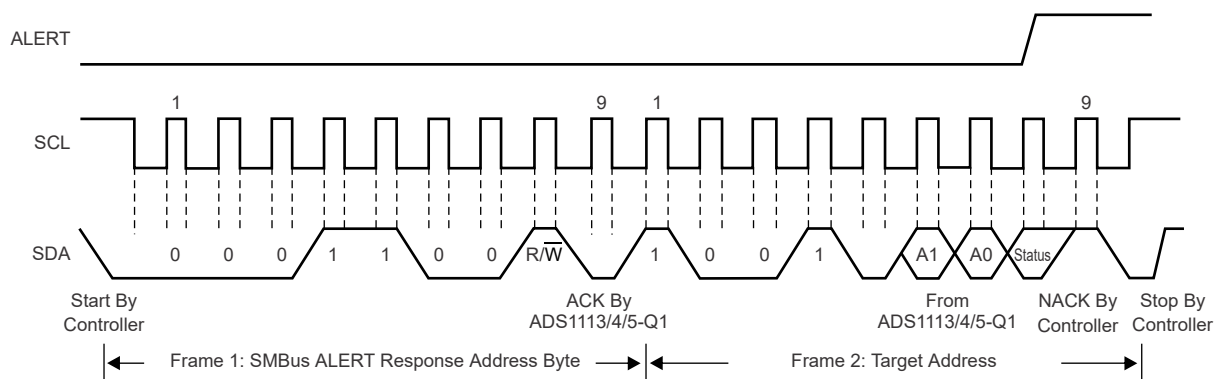 ALERT
1 9 1 9
SCL
SDA 0 0 0 1 1 0 0 R/W̅ 1 0 0 1 A1 A0 Status
Start By
Controller
ACK By
ADS1113/4/5-Q1
From
ADS1113/4/5-Q1
NACK By
Controller
Stop By
Controller
Frame 1: SMBus ALERT Response Address Byte
Frame 2: Target Address